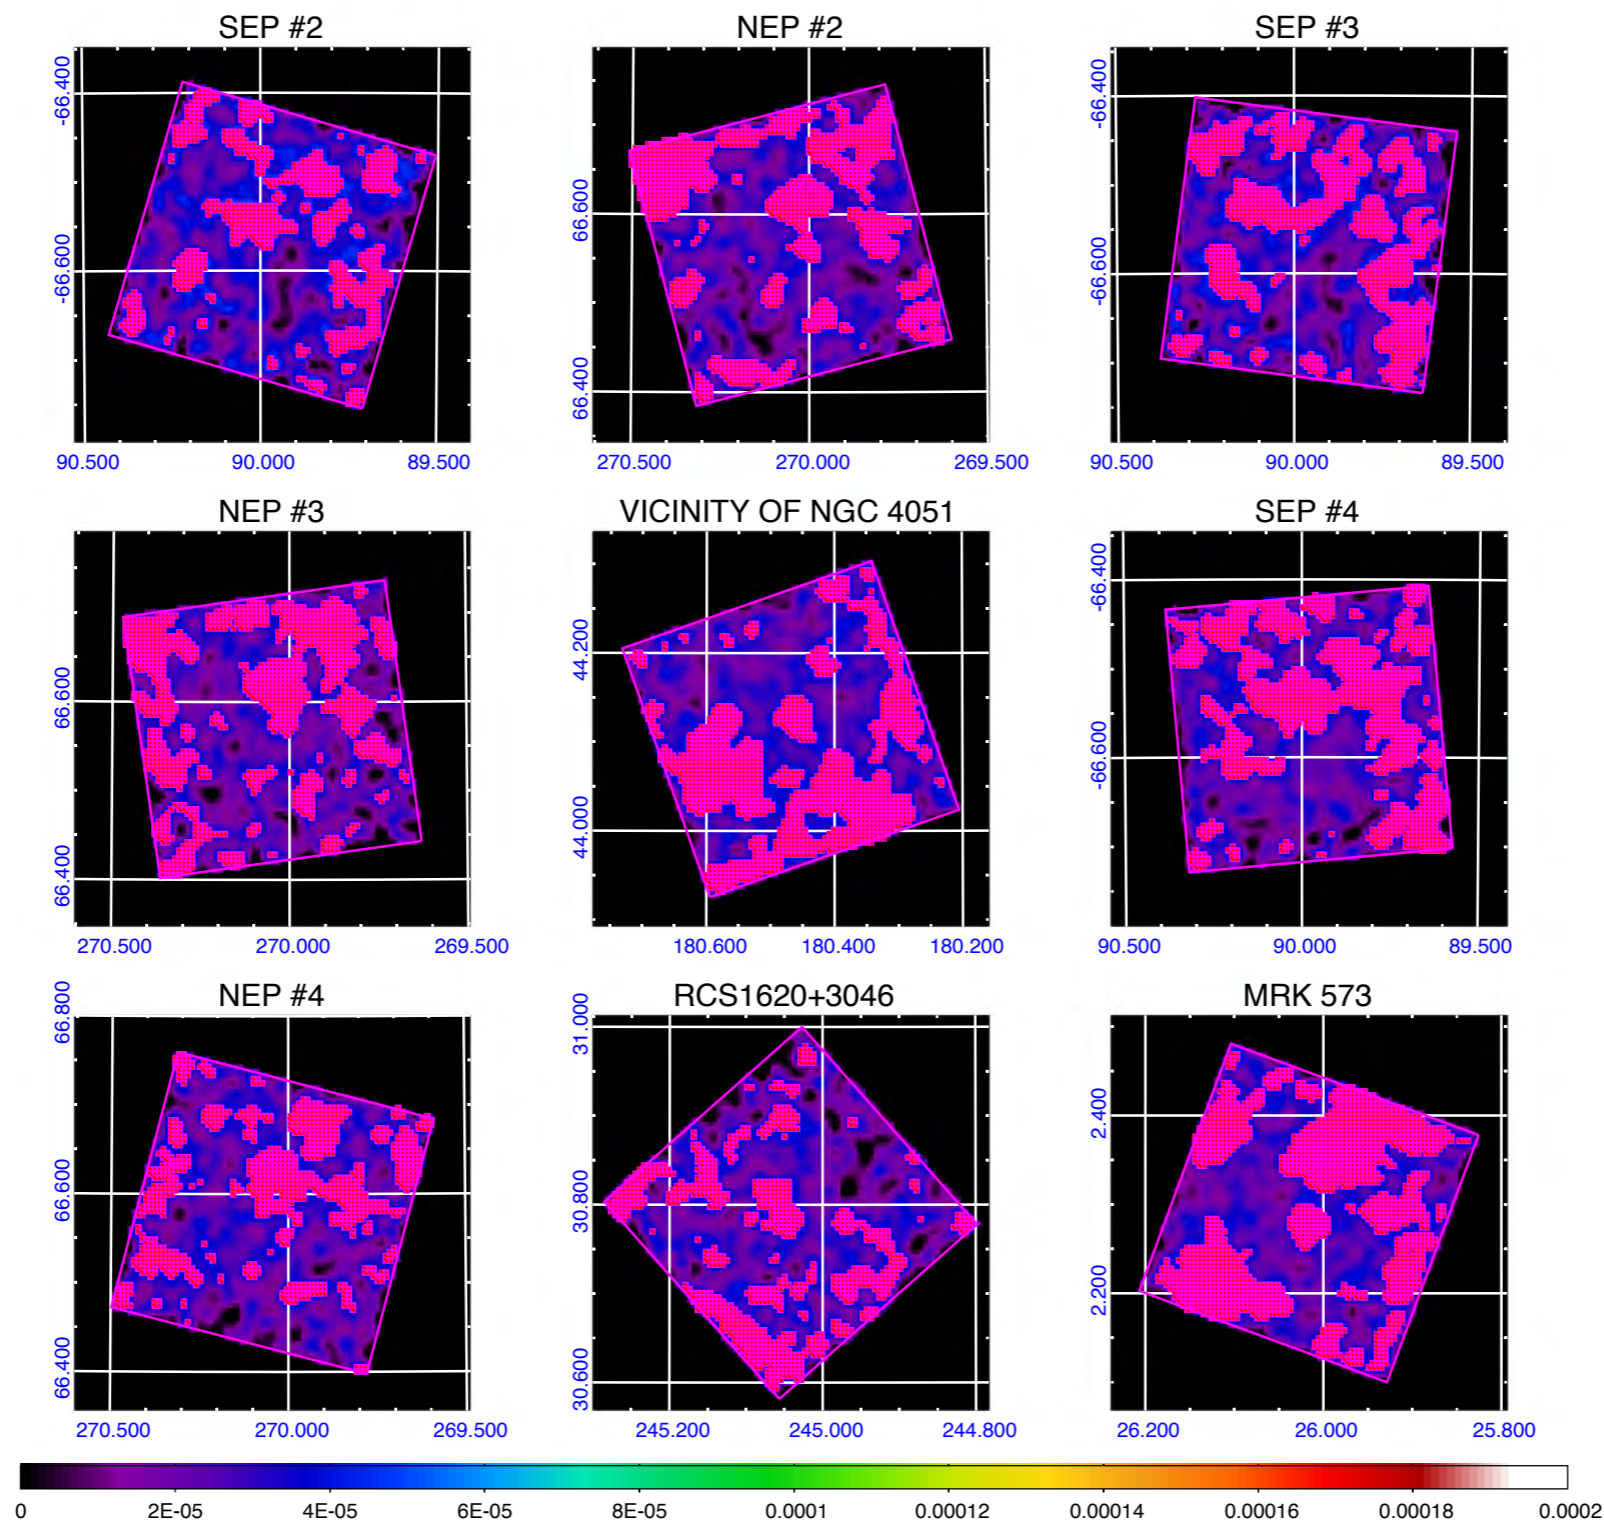 SEP #2 NEP #2 SEP #3
-66.400 -66.600 66.600 66.400 -66.400 -66.600
90.500 90.000 89.500 270.500 270.000 269.500 90.500 90.000 89.500
NEP #3 VICINITY OF NGC 4051 SEP #4
66.600 66.400 44.200 44.000 -66.400 -66.600
270.500 270.000 269.500 180.600 180.400 180.200 90.500 90.000 89.500
NEP #4 RCS1620+3046 MRK 573
66.800 66.600 66.400 31.000 30.800 30.600 2.400 2.200
270.500 270.000 269.500 245.200 245.000 244.800 26.200 26.000 25.800
0 2E-05 4E-05 6E-05 8E-05 0.0001 0.00012 0.00014 0.00016 0.00018 0.0002